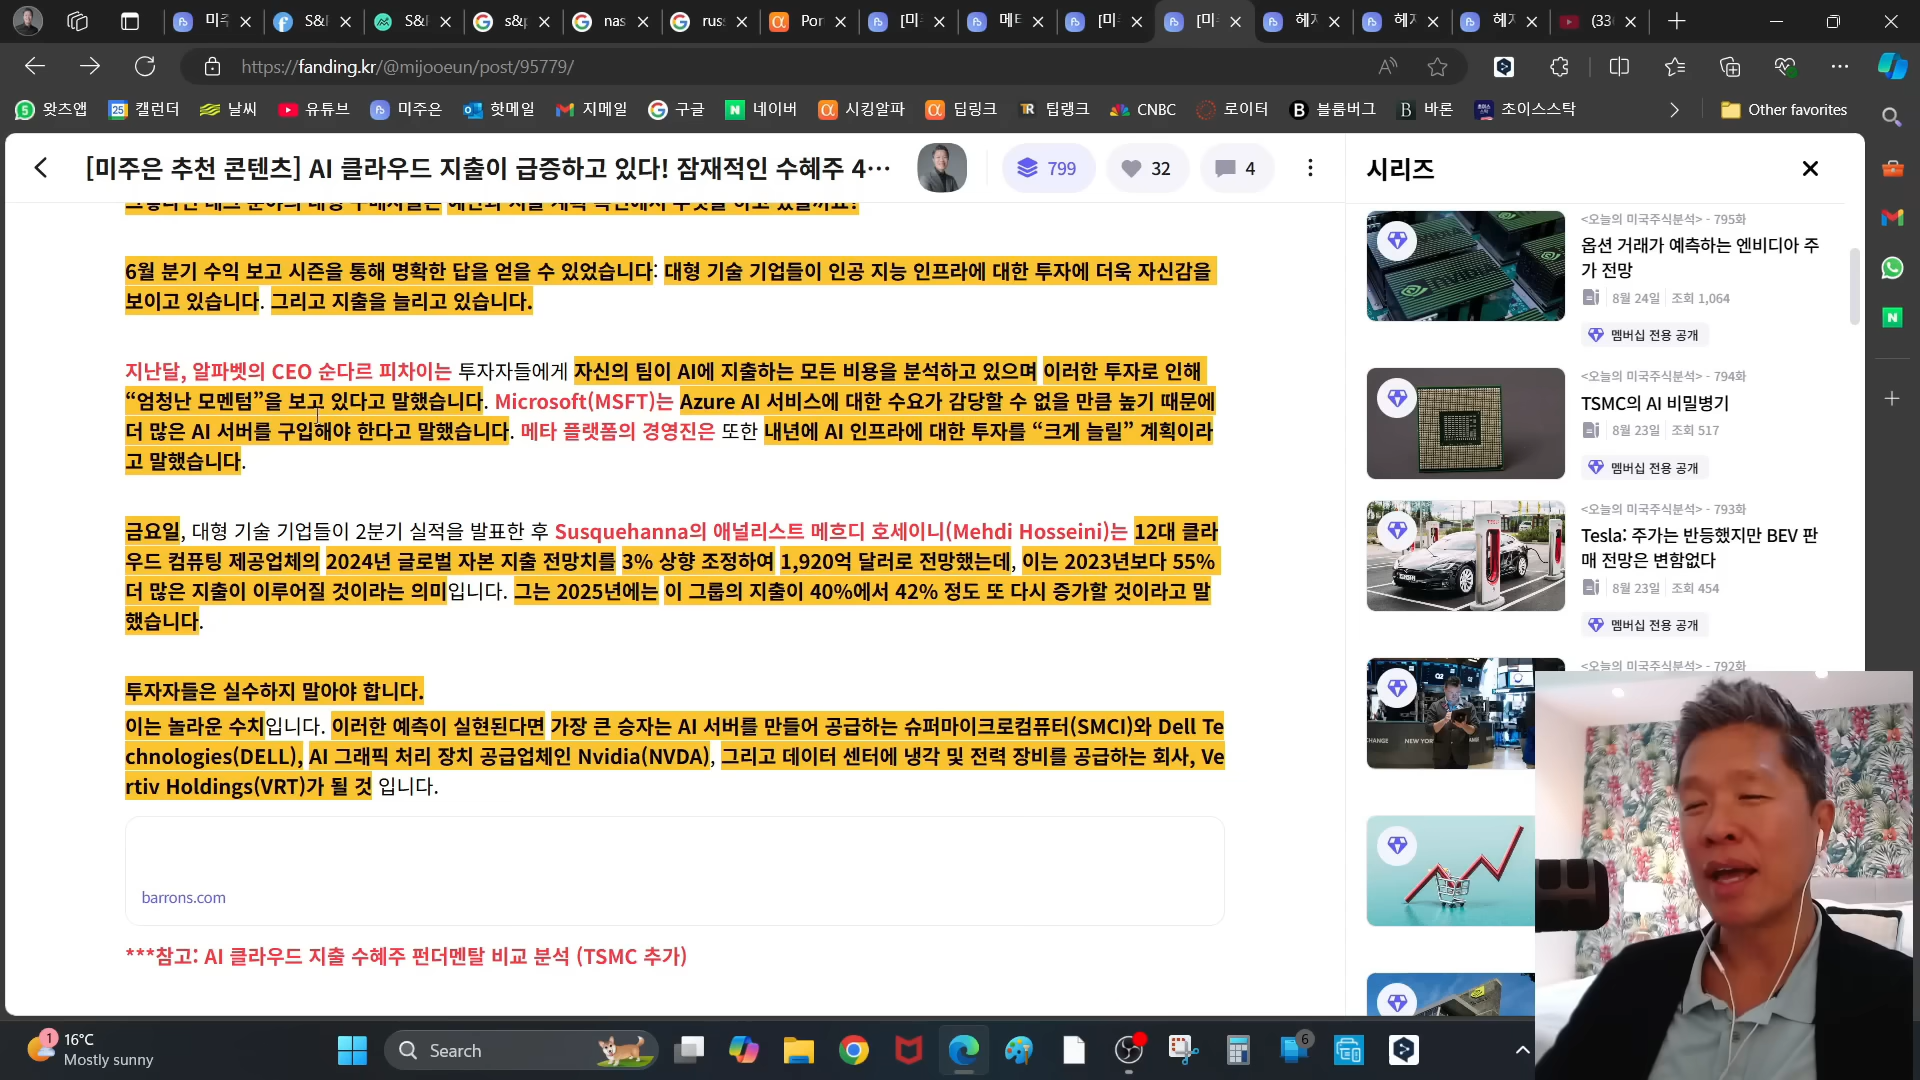 미주
S&P
S&P
s&p
nas
russ
Por
[미
메타
[미
[미
헤지
헤지
헤지
(33
https://fanding.kr/@mijooeun/post/95779/
왓츠앱
캘린더
날씨
유튜브
미주은
핫메일
지메일
구글
네이버
시킹알파
딥링크
팁랭크
CNBC
로이터
블룸버그
바론
초이스스탁
Other favorites
[미주은 추천 콘텐츠] AI 클라우드 지출이 급증하고 있다! 잠재적인 수혜주 4…
799
32
4
시리즈
6월 분기 수익 보고 시즌을 통해 명확한 답을 얻을 수 있었습니다: 대형 기술 기업들이 인공 지능 인프라에 대한 투자에 더욱 자신감을
보이고 있습니다. 그리고 지출을 늘리고 있습니다.
지난달, 알파벳의 CEO 순다르 피차이는 투자자들에게 자신의 팀이 AI에 지출하는 모든 비용을 분석하고 있으며 이러한 투자로 인해
“엄청난 모멘텀”을 보고 있다고 말했습니다. Microsoft(MSFT)는 Azure AI 서비스에 대한 수요가 감당할 수 없을 만큼 높기 때문에
더 많은 AI 서버를 구입해야 한다고 말했습니다. 메타 플랫폼의 경영진은 또한 내년에 AI 인프라에 대한 투자를 “크게 늘릴” 계획이라
고 말했습니다.
금요일, 대형 기술 기업들이 2분기 실적을 발표한 후 Susquehanna의 애널리스트 메흐디 호세이니(Mehdi Hosseini)는 12대 클라
우드 컴퓨팅 제공업체의 2024년 글로벌 자본 지출 전망치를 3% 상향 조정하여 1,920억 달러로 전망했는데, 이는 2023년보다 55%
더 많은 지출이 이루어질 것이라는 의미입니다. 그는 2025년에는 이 그룹의 지출이 40%에서 42% 정도 또 다시 증가할 것이라고 말
했습니다.
투자자들은 실수하지 말아야 합니다.
이는 놀라운 수치입니다. 이러한 예측이 실현된다면 가장 큰 승자는 AI 서버를 만들어 공급하는 슈퍼마이크로컴퓨터(SMCI)와 Dell Te
chnologies(DELL), AI 그래픽 처리 장치 공급업체인 Nvidia(NVDA), 그리고 데이터 센터에 냉각 및 전력 장비를 공급하는 회사, Ve
rtiv Holdings(VRT)가 될 것 입니다.
barrons.com
***참고: AI 클라우드 지출 수혜주 펀더멘탈 비교 분석 (TSMC 추가)
<오늘의 미국주식분석> - 795화
옵션 거래가 예측하는 엔비디아 주
가 전망
8월 24일 | 조회 1,064
멤버십 전용 공개
<오늘의 미국주식분석> - 794화
TSMC의 AI 비밀병기
8월 23일 | 조회 517
멤버십 전용 공개
<오늘의 미국주식분석> - 793화
Tesla: 주가는 반등했지만 BEV 판
매 전망은 변함없다
8월 23일 | 조회 454
멤버십 전용 공개
<오늘의 미국주식분석> - 792화
16°C
Mostly sunny
Search
6